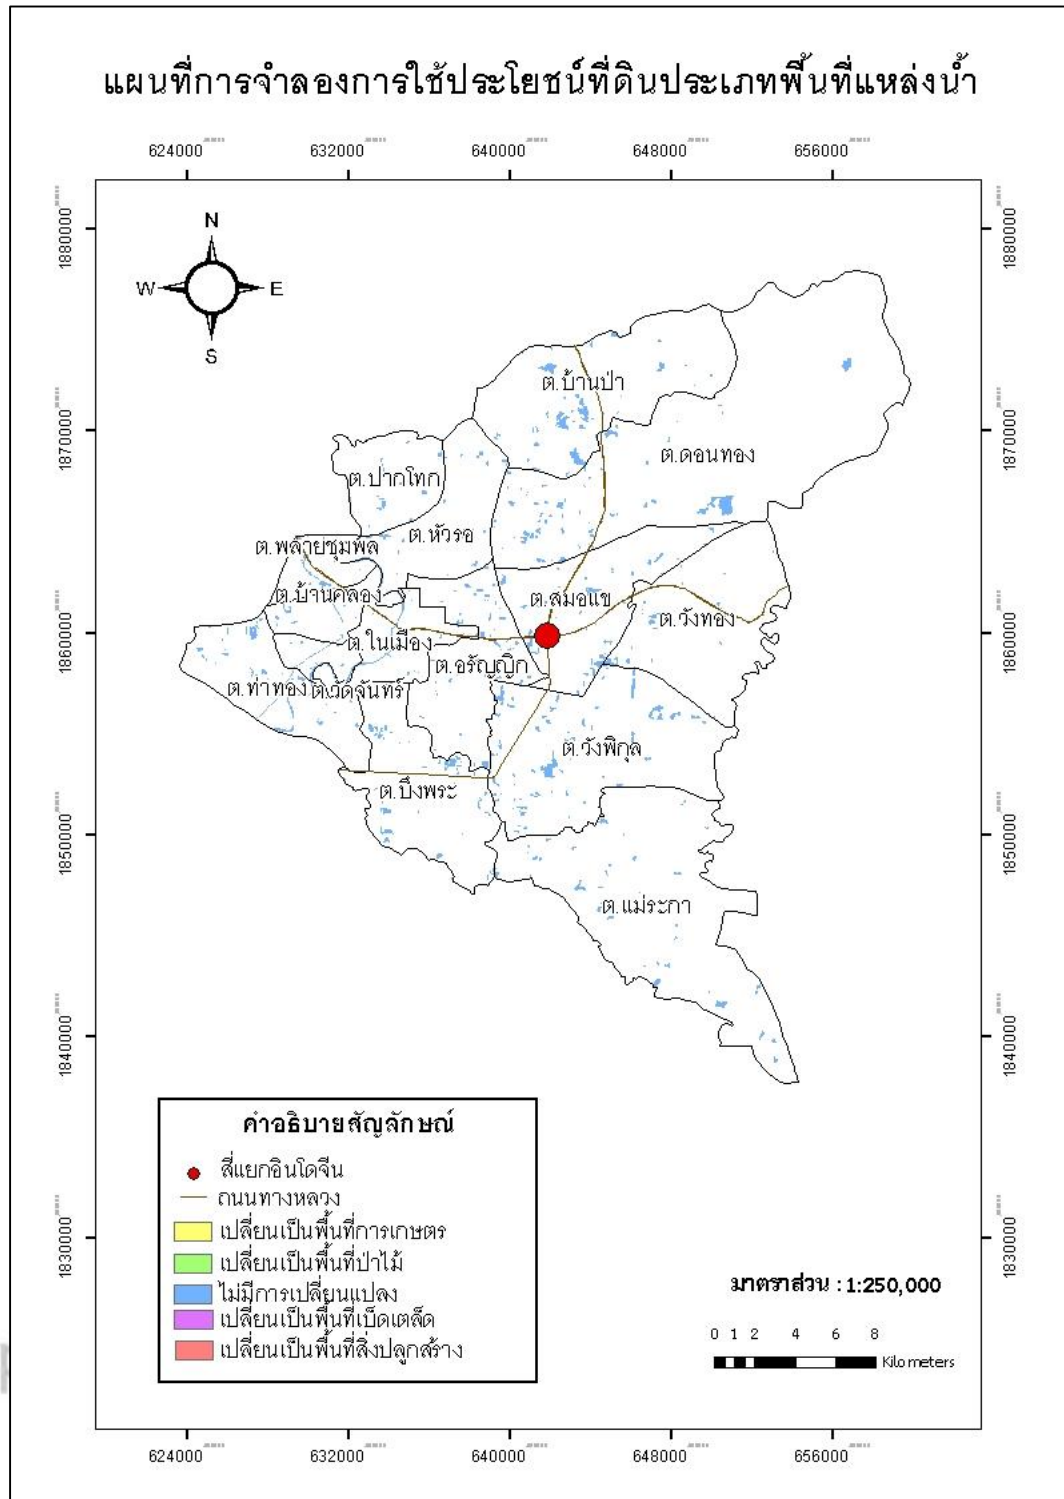 แผนที่การจำลองการใช้ประโยชน์ที่ดินประเภทพื้นที่แหล่งน้ำ
624000 632000 640000 648000 656000
1880000 1880000
N
W E
S
ต.บ้านป่า
1870000 1870000
ต.ดอนทอง
ต.ปากโทก
ต.หัวรอ
ต.พลายชุมพล
ต.บ้านคลอง
ต.สมอแข
ต.วังทอง
1860000 1860000
ต.ในเมือง
ต.อรัญญิก
ต.ท่าทอง
ต.วัดจันทร์
ต.วังพิกุล
ต.บึงพระ
1850000 1850000
ต.แม่ระกา
1840000 1840000
คำอธิบายสัญลักษณ์
สี่แยกอินโดจีน
ถนนทางหลวง
เปลี่ยนเป็นพื้นที่การเกษตร
เปลี่ยนเป็นพื้นที่ป่าไม้
ไม่มีการเปลี่ยนแปลง
เปลี่ยนเป็นพื้นที่เบ็ดเตล็ด
เปลี่ยนเป็นพื้นที่สิ่งปลูกสร้าง
1830000 1830000
มาตราส่วน : 1:250,000
0 1 2 4 6 8
Kilometers
624000 632000 640000 648000 656000